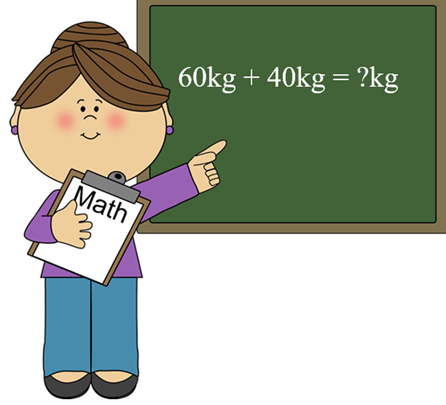 60kg + 40kg = ?kg
Math